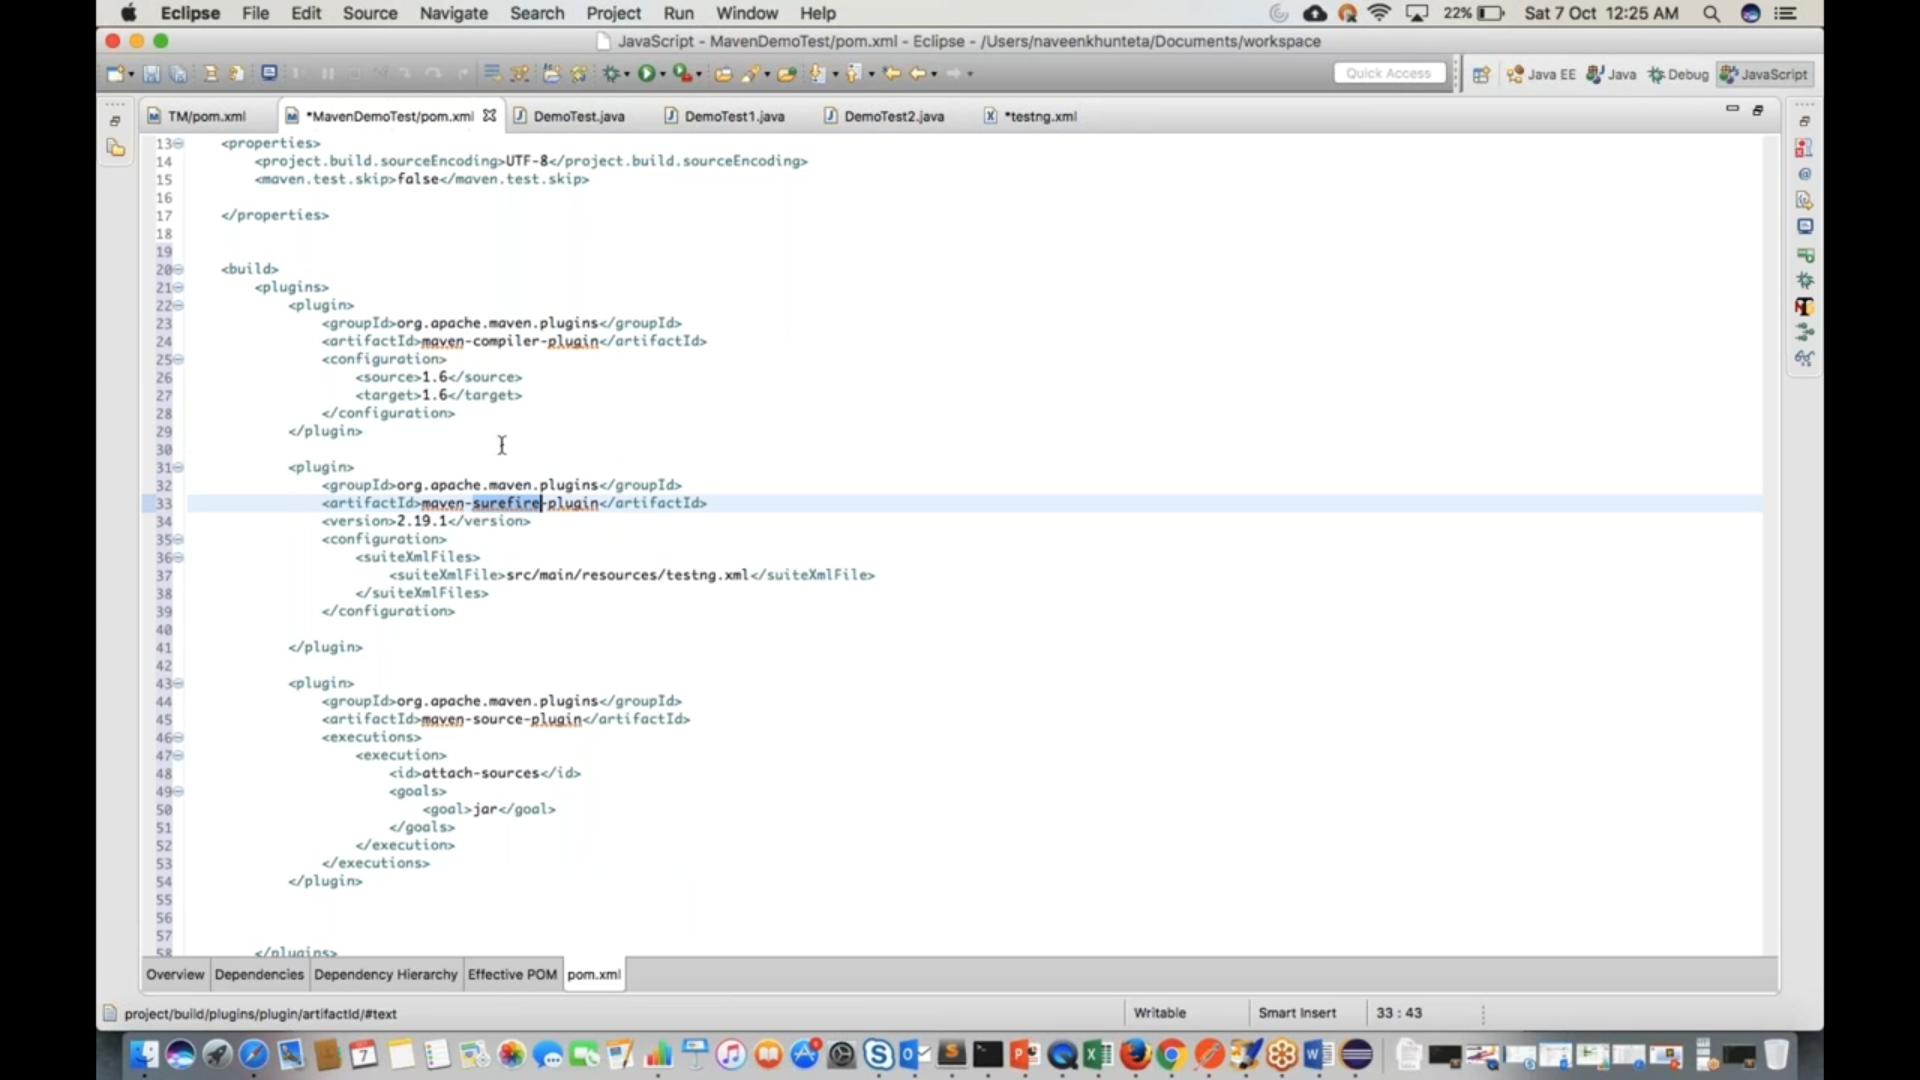 Eclipse File Edit Source Navigate Search Project Run Window Help 22% Sat 7 Oct 12:25 AM
JavaScript - MavenDemoTest/pom.xml - Eclipse - /Users/naveenkhunteta/Documents/workspace
Quick Access Java EE Java Debug JavaScript
TM/pom.xml *MavenDemoTest/pom.xml DemoTest.java DemoTest1.java DemoTest2.java *testng.xml
13 <properties>
14 <project.build.sourceEncoding>UTF-8</project.build.sourceEncoding>
15 <maven.test.skip>false</maven.test.skip>
16
17 </properties>
18
19
20 <build>
21 <plugins>
22 <plugin>
23 <groupId>org.apache.maven.plugins</groupId>
24 <artifactId>maven-compiler-plugin</artifactId>
25 <configuration>
26 <source>1.6</source>
27 <target>1.6</target>
28 </configuration>
29 </plugin>
30
31 <plugin>
32 <groupId>org.apache.maven.plugins</groupId>
33 <artifactId>maven-surefire-plugin</artifactId>
34 <version>2.19.1</version>
35 <configuration>
36 <suiteXmlFiles>
37 <suiteXmlFile>src/main/resources/testng.xml</suiteXmlFile>
38 </suiteXmlFiles>
39 </configuration>
40
41 </plugin>
42
43 <plugin>
44 <groupId>org.apache.maven.plugins</groupId>
45 <artifactId>maven-source-plugin</artifactId>
46 <executions>
47 <execution>
48 <id>attach-sources</id>
49 <goals>
50 <goal>jar</goal>
51 </goals>
52 </execution>
53 </executions>
54 </plugin>
55
56
57
58 </plugins>
Overview Dependencies Dependency Hierarchy Effective POM pom.xml
project/build/plugins/plugin/artifactId/#text Writable Smart Insert 33 : 43